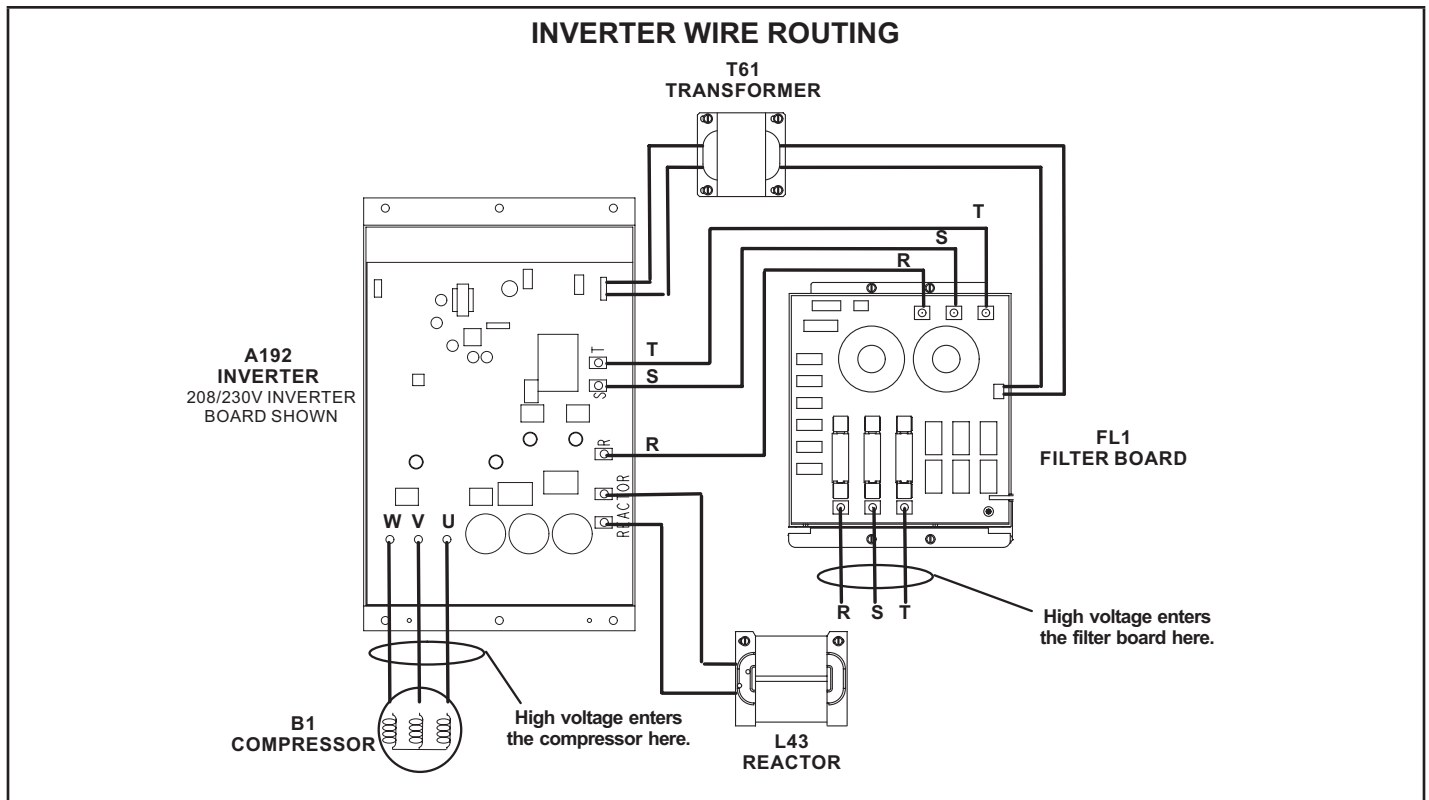 INVERTER WIRE ROUTING
T61
TRANSFORMER
T
S
R
A192
INVERTER
208/230V INVERTER
BOARD SHOWN
T
T
S
S
R
R
REACTOR
FL1
FILTER BOARD
W V U
R S T
High voltage enters
the filter board here.
B1
COMPRESSOR
High voltage enters
the compressor here.
L43
REACTOR